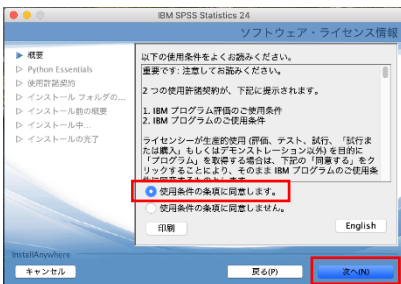 IBM SPSS Statistics 24
ソフトウェア・ライセンス情報
概要
Python Essentials
使用許諾契約
インストール フォルダの...
インストール前の概要
インストール中...
インストールの完了
以下の使用条件をよくお読みください。
重要です: 注意してお読みください。
2 つの使用許諾契約が、下記に提示されます。
1. IBM プログラム評価のご使用条件
2. IBM プログラムのご使用条件
ライセンシーが生産的使用 (評価、テスト、試行、「試行ま
たは購入」もしくはデモンストレーション以外) を目的に
「プログラム」を取得する場合は、下記の「同意する」をク
リックすることにより、そのまま IBM プログラムのご使用条
使用条件の条項に同意します。
使用条件の条項に同意しません。
印刷
English
InstallAnywhere
キャンセル
戻る(P)
次へ(N)